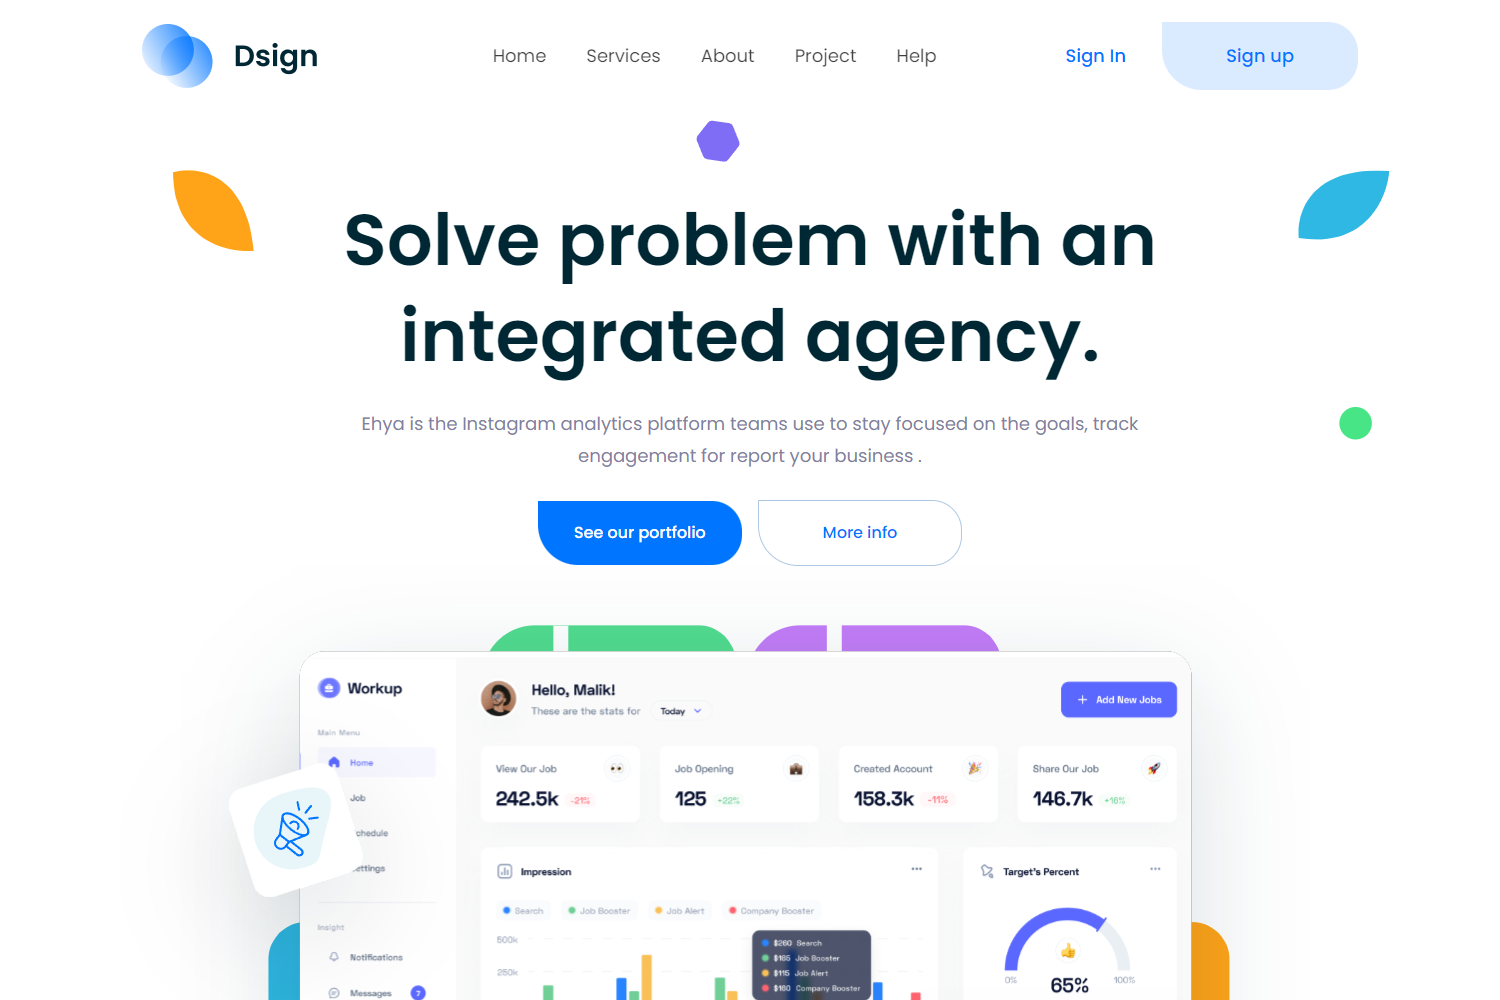 Dsign
Home Services About Project Help
Sign In
Sign up
Solve problem with an
integrated agency.
Ehya is the Instagram analytics platform teams use to stay focused on the goals, track
engagement for report your business .
See our portfolio
More info
Workup
Main Menu
Home
Job
chedule
ettings
Insight
Notifications
Messages 7
Hello, Malik!
These are the stats for Today
+ Add New Jobs
View Our Job
242.5k -21%
Job Opening
125 +22%
Created Account
158.3k -11%
Share Our Job
146.7k +16%
Impression
Search Job Booster Job Alert Company Booster
500k
250k
$260 Search
$165 Job Booster
$115 Job Alert
$160 Company Booster
Target's Percent
0% 100%
65%